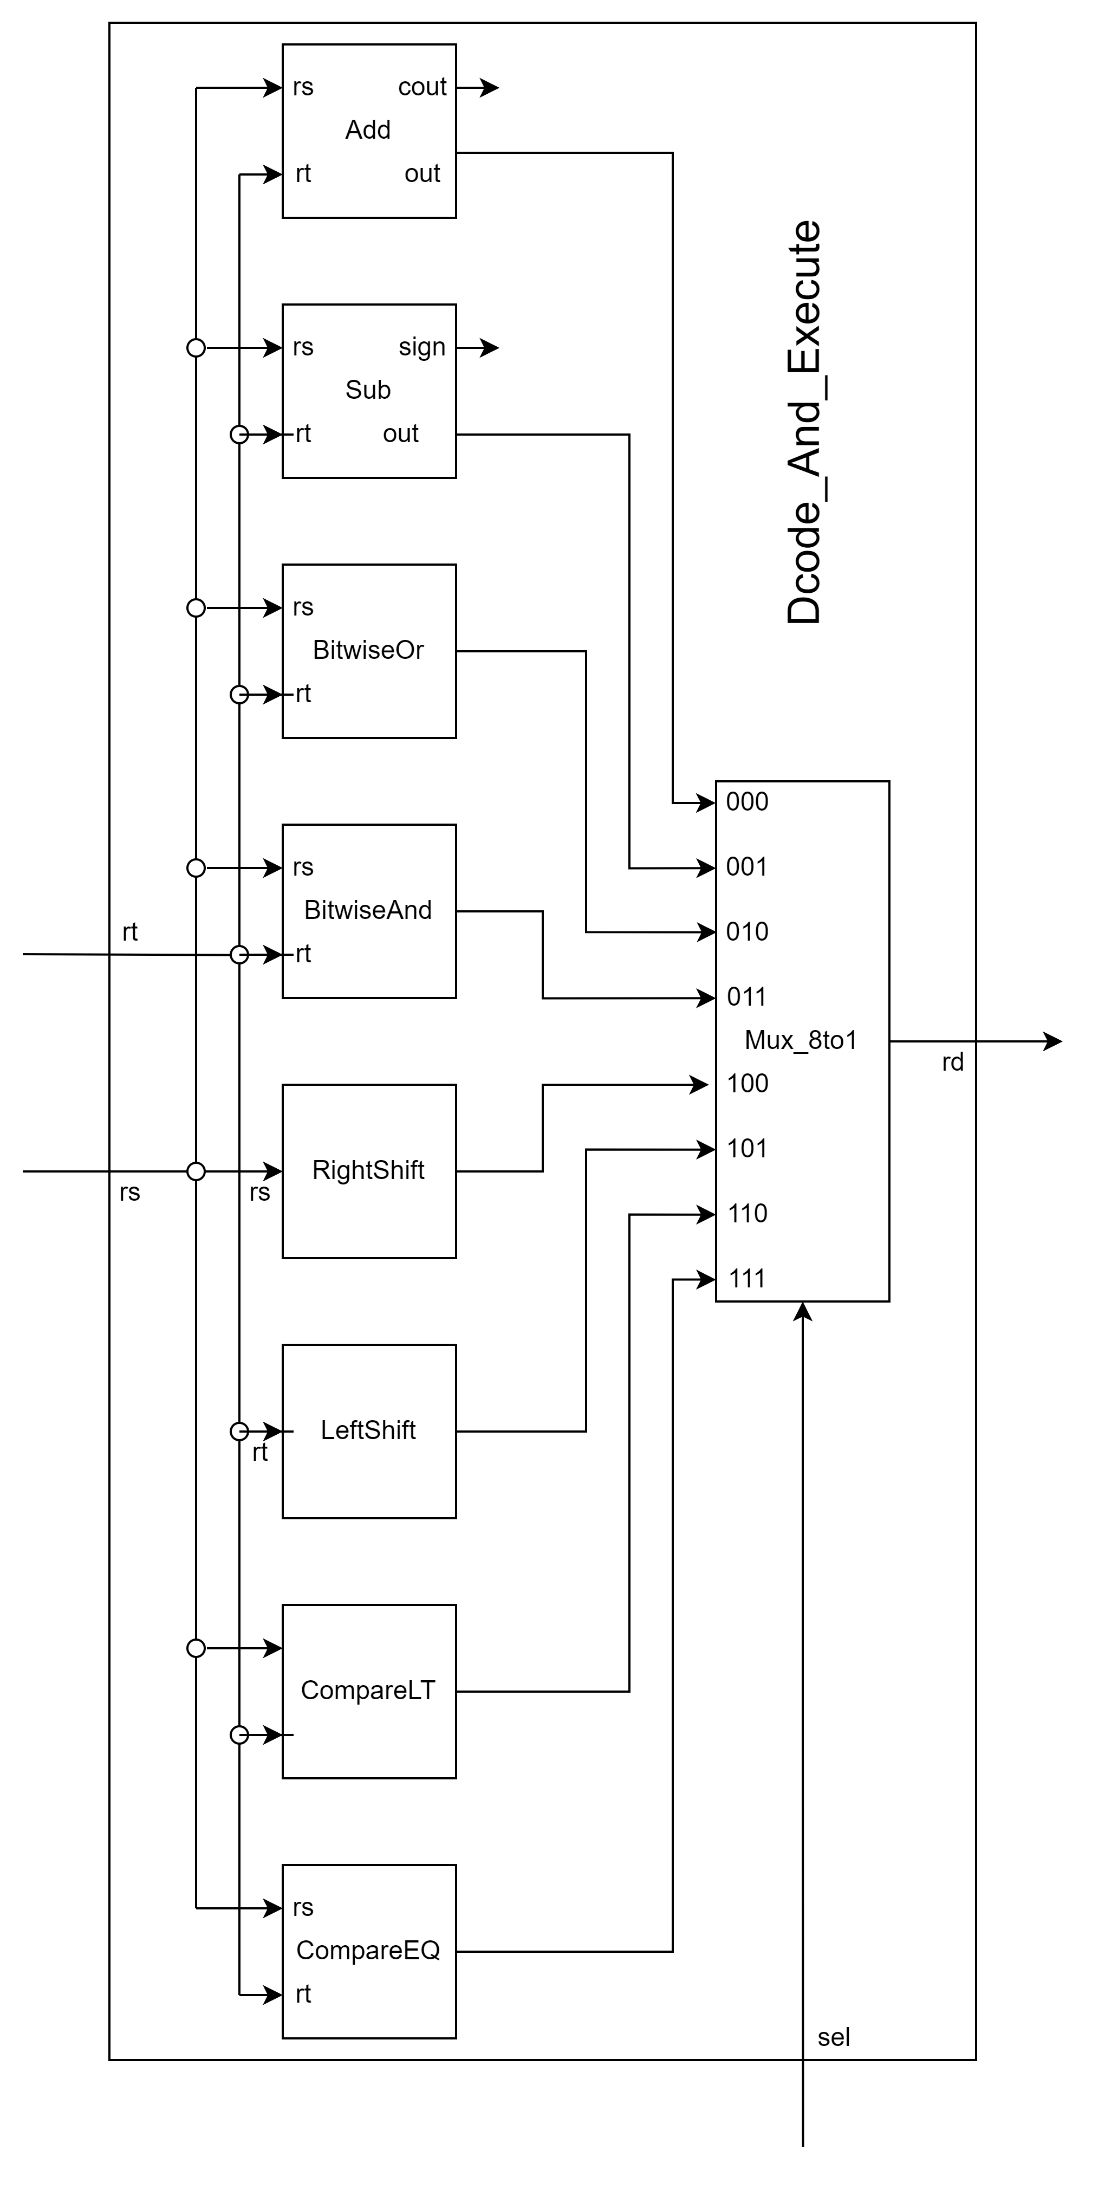 rs cout
Add
rt out
rs sign
Sub
rt out
rs
BitwiseOr
rt
rs
BitwiseAnd
rt
rt
rs
rs
RightShift
LeftShift
rt
CompareLT
rs
CompareEQ
rt
Dcode_And_Execute
000
001
010
011
Mux_8to1
100
101
110
111
rd
sel